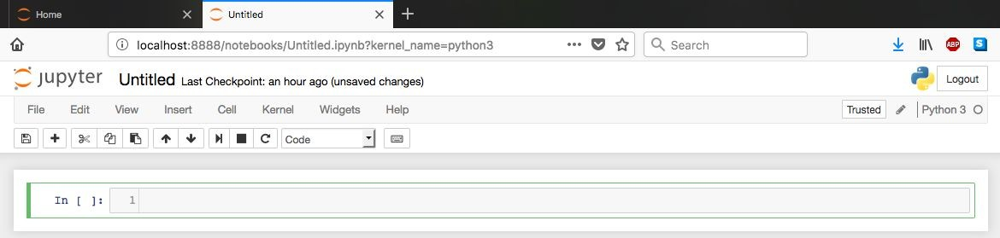 Home
Untitled
localhost:8888/notebooks/Untitled.ipynb?kernel_name=python3
Search
ABP
S
jupyter Untitled Last Checkpoint: an hour ago (unsaved changes)
Logout
File Edit View Insert Cell Kernel Widgets Help
Trusted
Python 3
Code
In [ ]: 1